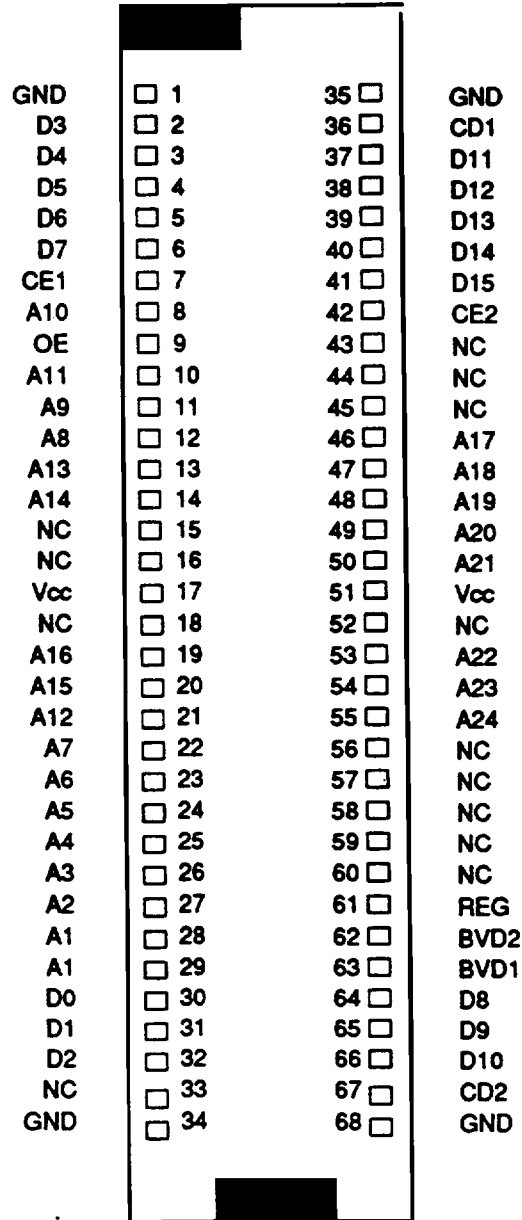 GND 1 35 GND
D3 2 36 CD1
D4 3 37 D11
D5 4 38 D12
D6 5 39 D13
D7 6 40 D14
CE1 7 41 D15
A10 8 42 CE2
OE 9 43 NC
A11 10 44 NC
A9 11 45 NC
A8 12 46 A17
A13 13 47 A18
A14 14 48 A19
NC 15 49 A20
NC 16 50 A21
Vcc 17 51 Vcc
NC 18 52 NC
A16 19 53 A22
A15 20 54 A23
A12 21 55 A24
A7 22 56 NC
A6 23 57 NC
A5 24 58 NC
A4 25 59 NC
A3 26 60 NC
A2 27 61 REG
A1 28 62 BVD2
A1 29 63 BVD1
D0 30 64 D8
D1 31 65 D9
D2 32 66 D10
NC 33 67 CD2
GND 34 68 GND